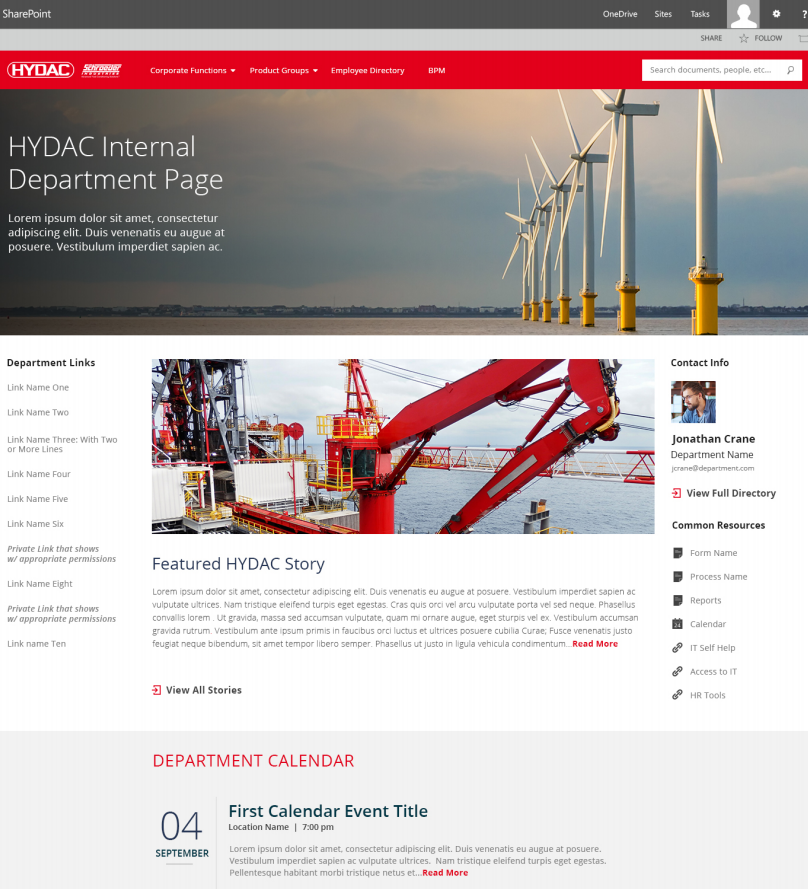 SharePoint
OneDrive Sites Tasks ?
SHARE FOLLOW
HYDAC Schroeder INDUSTRIES Corporate Functions Product Groups Employee Directory BPM Search documents, people, etc...
HYDAC Internal
Department Page
Lorem ipsum dolor sit amet, consectetur
adipiscing elit. Duis venenatis eu augue at
posuere. Vestibulum imperdiet sapien ac.
Department Links
Link Name One
Link Name Two
Link Name Three: With Two
or More Lines
Link Name Four
Link Name Five
Link Name Six
Private Link that shows
w/ appropriate permissions
Link Name Eight
Private Link that shows
w/ appropriate permissions
Link name Ten
Featured HYDAC Story
Lorem ipsum dolor sit amet, consectetur adipiscing elit. Duis venenatis eu augue at posuere. Vestibulum imperdiet sapien ac
vulputate ultrices. Nam tristique eleifend turpis eget egestas. Cras quis orci vel arcu vulputate porta vel sed neque. Phasellus
convallis lorem . Ut gravida, massa sed accumsan vulputate, quam mi ornare augue, eget sturpis vel ex. Vestibulum accumsan
gravida rutrum. Vestibulum ante ipsum primis in faucibus orci luctus et ultrices posuere cubilia Curae; Fusce venenatis justo
feugiat neque bibendum, sit amet tempor libero semper. Phasellus ut justo in ligula vehicula condimentum...Read More
View All Stories
Contact Info
Jonathan Crane
Department Name
jcrane@department.com
View Full Directory
Common Resources
Form Name
Process Name
Reports
24 Calendar
IT Self Help
Access to IT
HR Tools
DEPARTMENT CALENDAR
04
SEPTEMBER
First Calendar Event Title
Location Name | 7:00 pm
Lorem ipsum dolor sit amet, consectetur adipiscing elit. Duis venenatis eu augue at posuere.
Vestibulum imperdiet sapien ac vulputate ultrices. Nam tristique eleifend turpis eget egestas.
Pellentesque habitant morbi tristique netus et...Read More